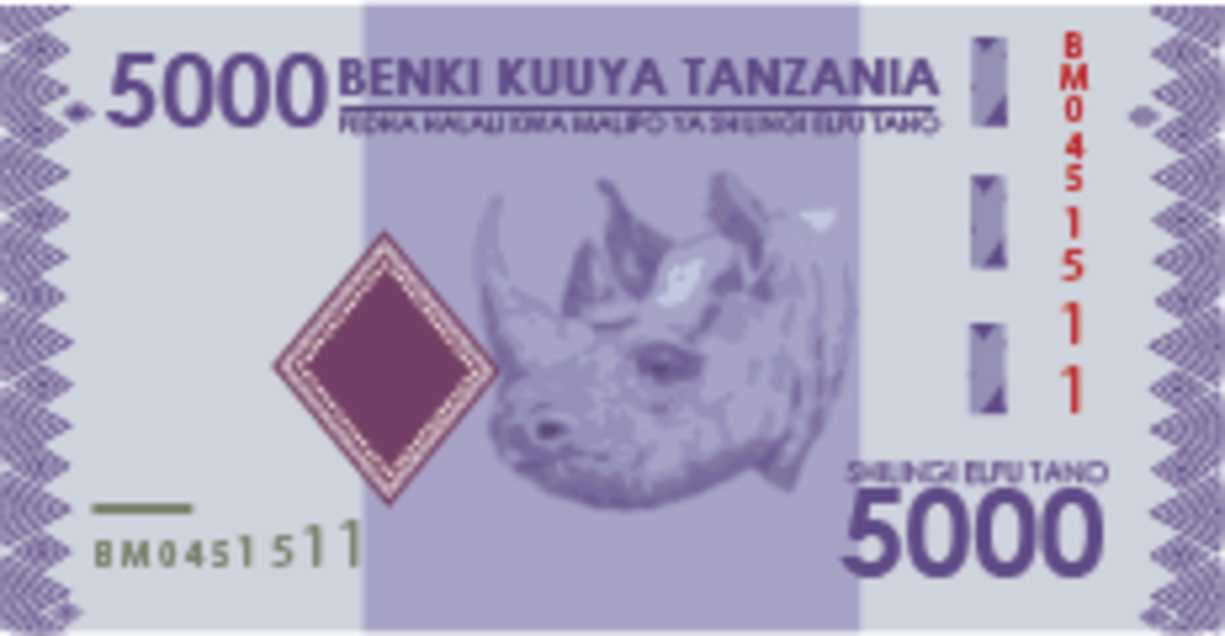 5000 BENKI KUUYA TANZANIA
FEDHA HALALI KWA MALIPO YA SHILINGI ELFU TANO
BM0451511
SHILINGI ELFU TANO
5000
BM0451511